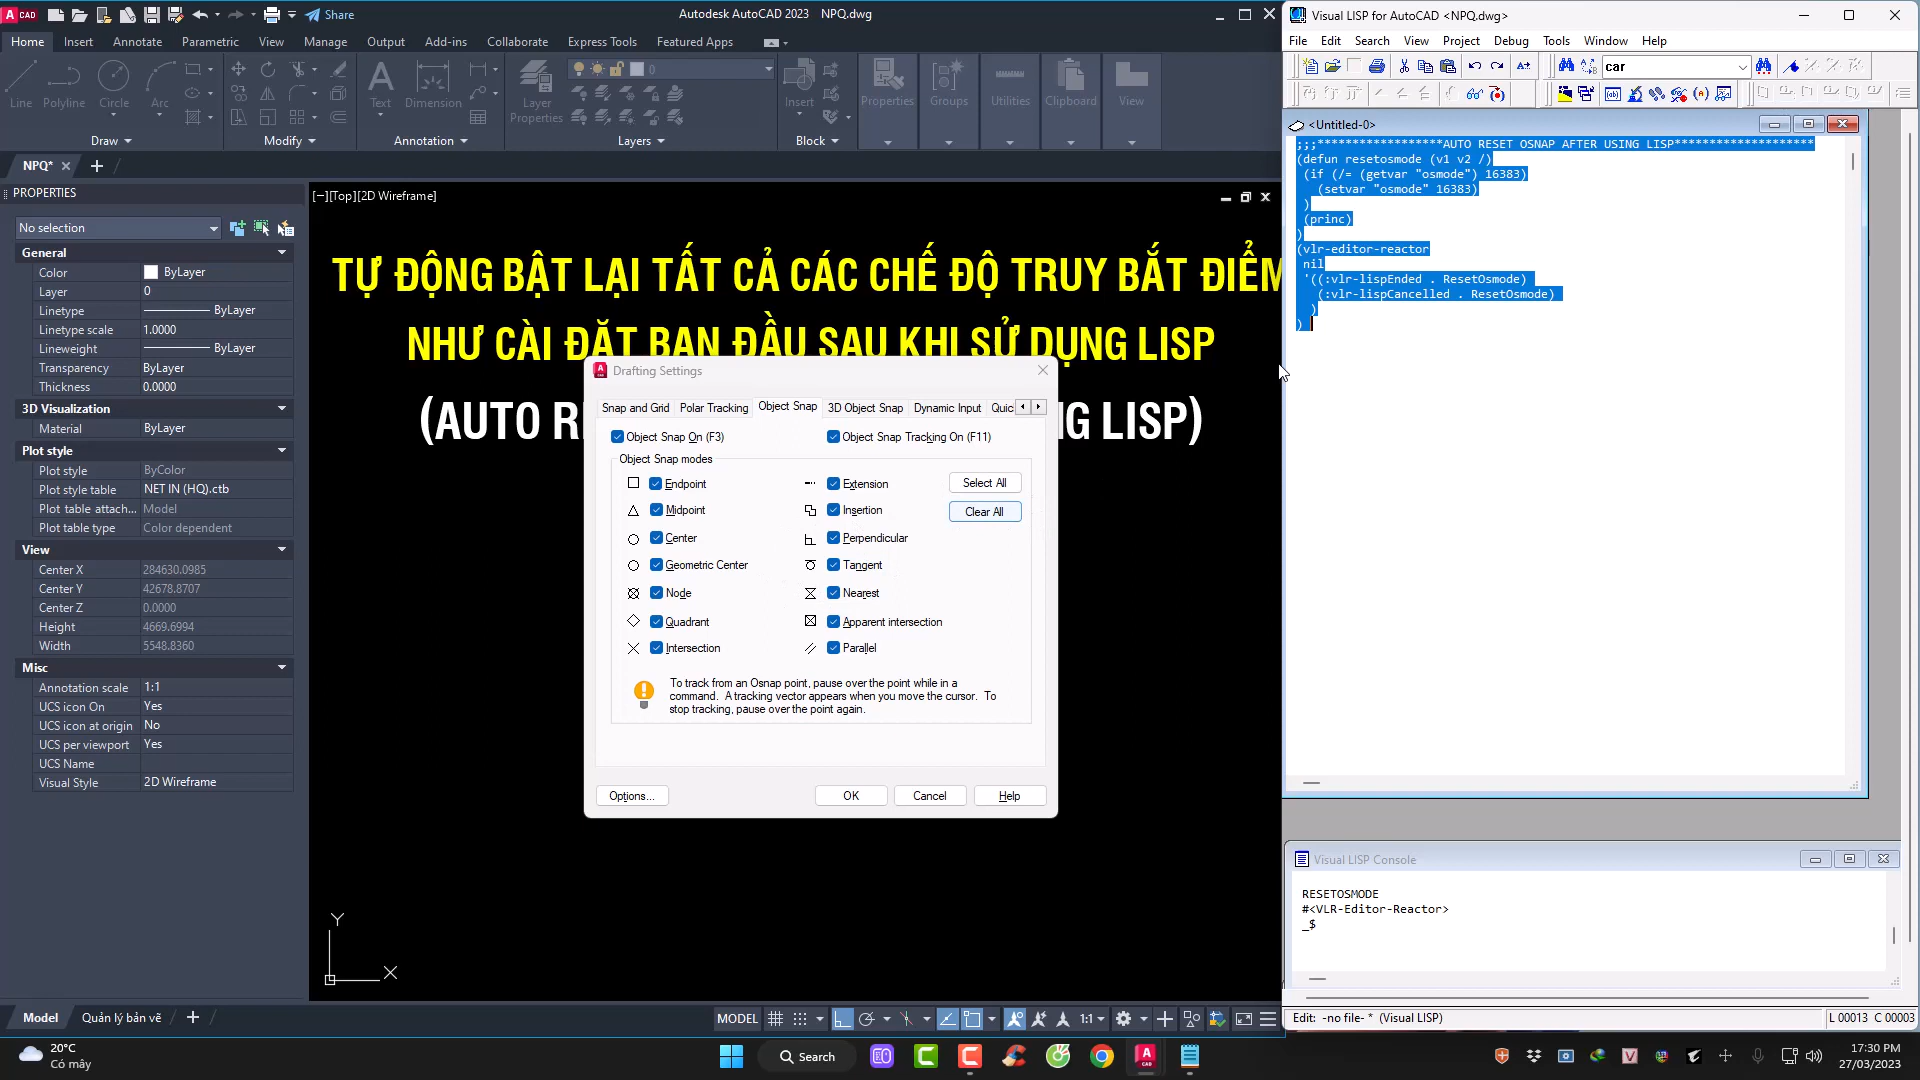 CAD
Share
Autodesk AutoCAD 2023 NPQ.dwg
Home Insert Annotate Parametric View Manage Output Add-ins Collaborate Express Tools Featured Apps
0
Line Polyline Circle Arc
Text Dimension
Layer Properties
Insert
Properties Groups Utilities Clipboard View
Draw Modify Annotation Layers Block
NPQ*
PROPERTIES
No selection
General
Color ByLayer
Layer 0
Linetype ByLayer
Linetype scale 1.0000
Lineweight ByLayer
Transparency ByLayer
Thickness 0.0000
3D Visualization
Material ByLayer
Plot style
Plot style ByColor
Plot style table NET IN (HQ).ctb
Plot table attach... Model
Plot table type Color dependent
View
Center X 284630.0985
Center Y 42678.8707
Center Z 0.0000
Height 4669.6994
Width 5548.8360
Misc
Annotation scale 1:1
UCS icon On Yes
UCS icon at origin No
UCS per viewport Yes
UCS Name
Visual Style 2D Wireframe
[−][Top][2D Wireframe]
TỰ ĐỘNG BẬT LẠI TẤT CẢ CÁC CHẾ ĐỘ TRUY BẮT ĐIỂM
NHƯ CÀI ĐẶT BAN ĐẦU SAU KHI SỬ DỤNG LISP
(AUTO RE NG LISP)
Drafting Settings
Snap and Grid Polar Tracking Object Snap 3D Object Snap Dynamic Input Quic
Object Snap On (F3) Object Snap Tracking On (F11)
Object Snap modes
Endpoint Extension Select All
Midpoint Insertion Clear All
Center Perpendicular
Geometric Center Tangent
Node Nearest
Quadrant Apparent intersection
Intersection Parallel
To track from an Osnap point, pause over the point while in a
command. A tracking vector appears when you move the cursor. To
stop tracking, pause over the point again.
Options... OK Cancel Help
Y
X
Model Quản lý bản vẽ
MODEL 1:1
Visual LISP for AutoCAD <NPQ.dwg>
File Edit Search View Project Debug Tools Window Help
car
<Untitled-0>
;;;******************AUTO RESET OSNAP AFTER USING LISP********************
(defun resetosmode (v1 v2 /)
(if (/= (getvar "osmode") 16383)
(setvar "osmode" 16383)
)
(princ)
)
(vlr-editor-reactor
nil
'((:vlr-lispEnded . ResetOsmode)
(:vlr-lispCancelled . ResetOsmode)
)
)
Visual LISP Console
RESETOSMODE
#<VLR-Editor-Reactor>
_$
Edit: -no file- * (Visual LISP) L 00013 C 00003
20°C
Có mây
Search
17:30 PM
27/03/2023